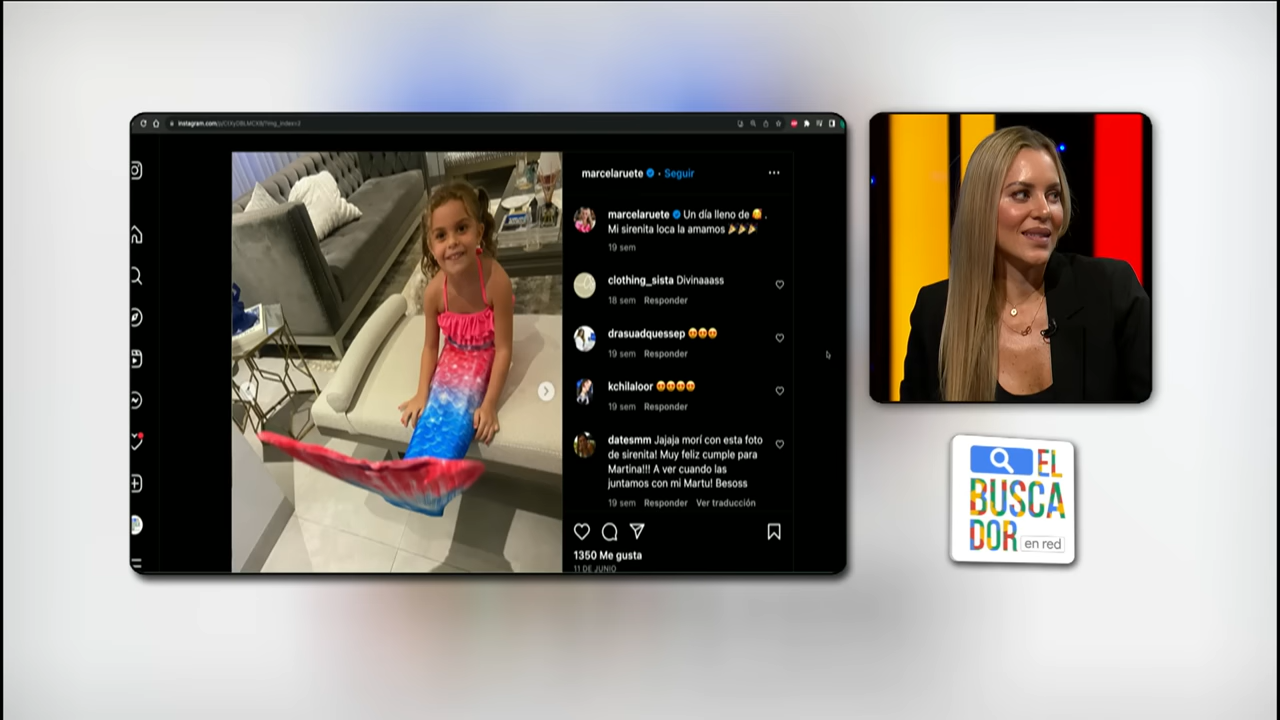 instagram.com
marcelaruete • Seguir
marcelaruete Un día lleno de 🥰 .
Mi sirenita loca la amamos 🎉🎉🎉
19 sem
clothing_sista Divinaaass
18 sem Responder
drasuadquessep 😍😍😍
19 sem Responder
kchilaloor 😍😍😍😍
19 sem Responder
datesmm Jajaja morí con esta foto
de sirenita! Muy feliz cumple para
Martina!!! A ver cuando las
juntamos con mi Martu! Besoss
19 sem Responder Ver traducción
1350 Me gusta
11 DE JUNIO
EL
BUSCA
DOR en red